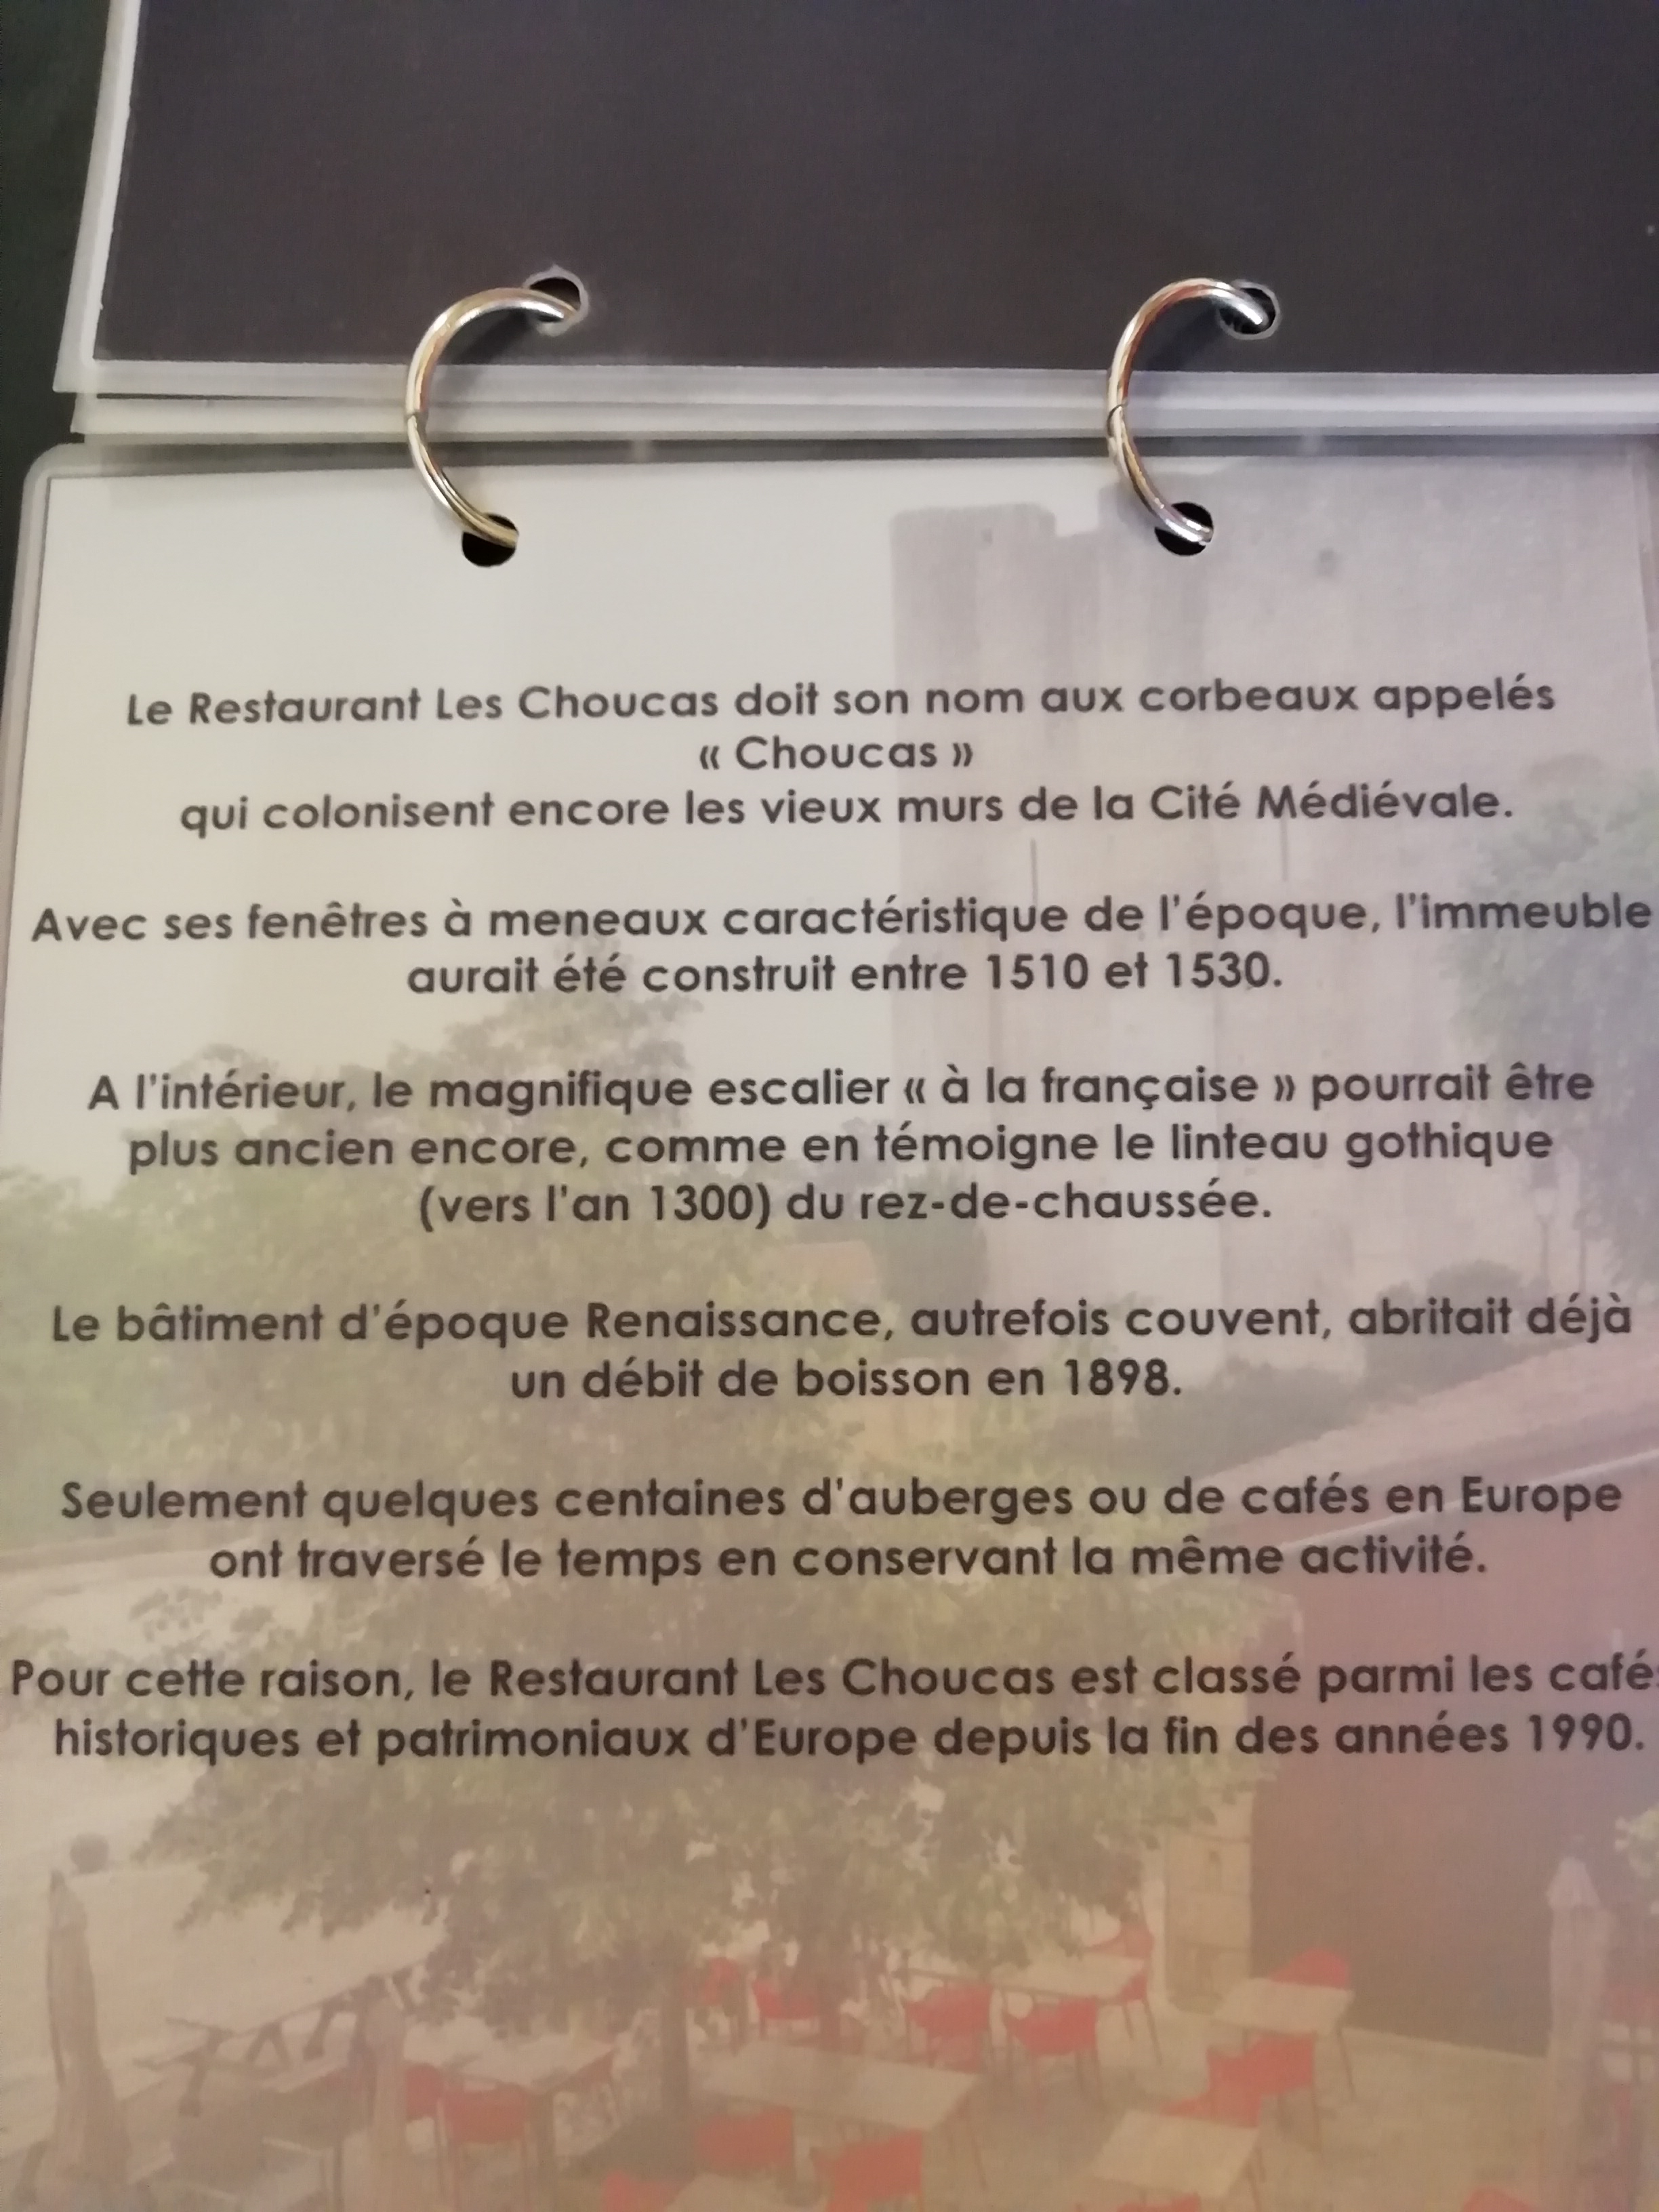 Le Restaurant Les Choucas doit son nom aux corbeaux appelés
« Choucas »
qui colonisent encore les vieux murs de la Cité Médiévale.
Avec ses fenêtres à meneaux caractéristique de l'époque, l'immeuble
aurait été construit entre 1510 et 1530.
A l'intérieur, le magnifique escalier « à la française » pourrait être
plus ancien encore, comme en témoigne le linteau gothique
(vers l'an 1300) du rez-de-chaussée.
Le bâtiment d'époque Renaissance, autrefois couvent, abritait déjà
un débit de boisson en 1898.
Seulement quelques centaines d'auberges ou de cafés en Europe
ont traversé le temps en conservant la même activité.
Pour cette raison, le Restaurant Les Choucas est classé parmi les cafés
historiques et patrimoniaux d'Europe depuis la fin des années 1990.